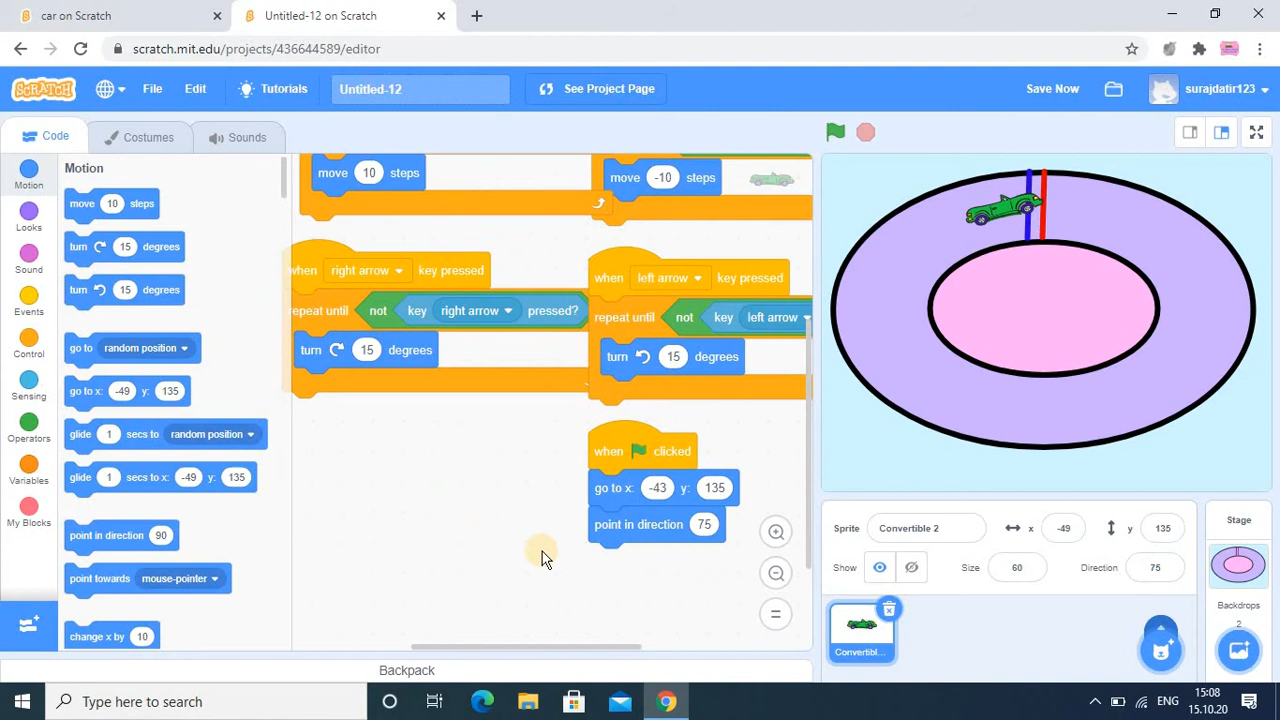 car on Scratch
Untitled-12 on Scratch
scratch.mit.edu/projects/436644589/editor
SCRATCH
File
Edit
Tutorials
Untitled-12
See Project Page
Save Now
surajdatir123
Code
Costumes
Sounds
Motion
Looks
Sound
Events
Control
Sensing
Operators
Variables
My Blocks
Motion
move 10 steps
turn 15 degrees
turn 15 degrees
go to random position
go to x: -49 y: 135
glide 1 secs to random position
glide 1 secs to x: -49 y: 135
point in direction 90
point towards mouse-pointer
change x by 10
move 10 steps
move -10 steps
when right arrow key pressed
repeat until not key right arrow pressed?
turn 15 degrees
when left arrow key pressed
repeat until not key left arrow
turn 15 degrees
when clicked
go to x: -43 y: 135
point in direction 75
Backpack
Sprite Convertible 2 x -49 y 135
Show Size 60 Direction 75
Convertibl...
Stage
Backdrops
2
Type here to search
ENG
15:08
15.10.20